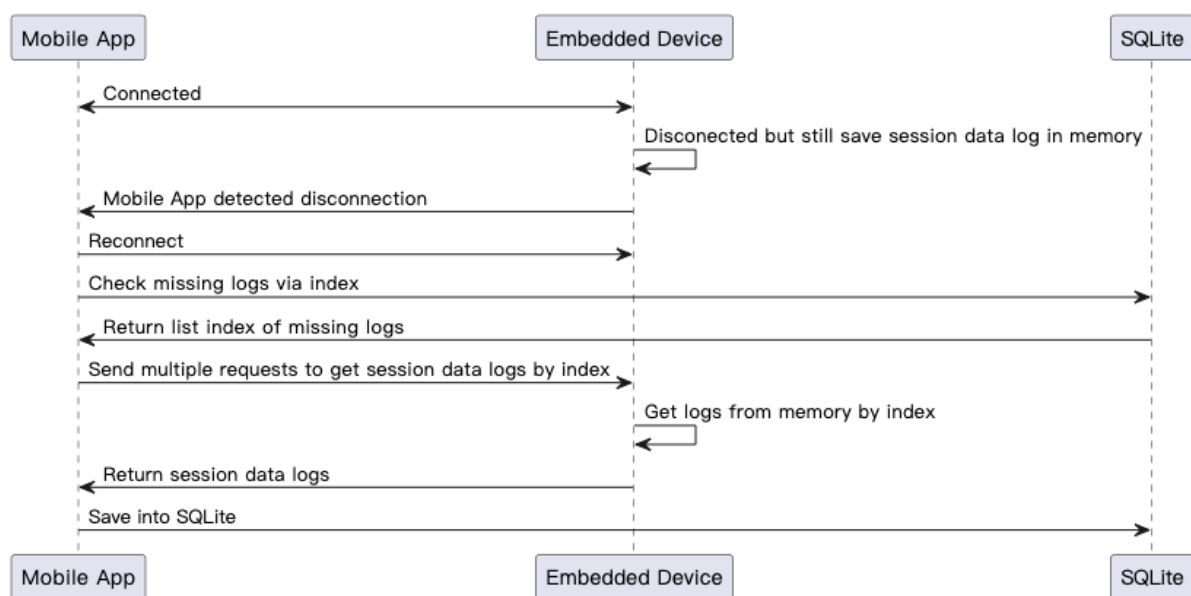 Mobile App
Embedded Device
SQLite
Connected
Disconected but still save session data log in memory
Mobile App detected disconnection
Reconnect
Check missing logs via index
Return list index of missing logs
Send multiple requests to get session data logs by index
Get logs from memory by index
Return session data logs
Save into SQLite
Mobile App
Embedded Device
SQLite